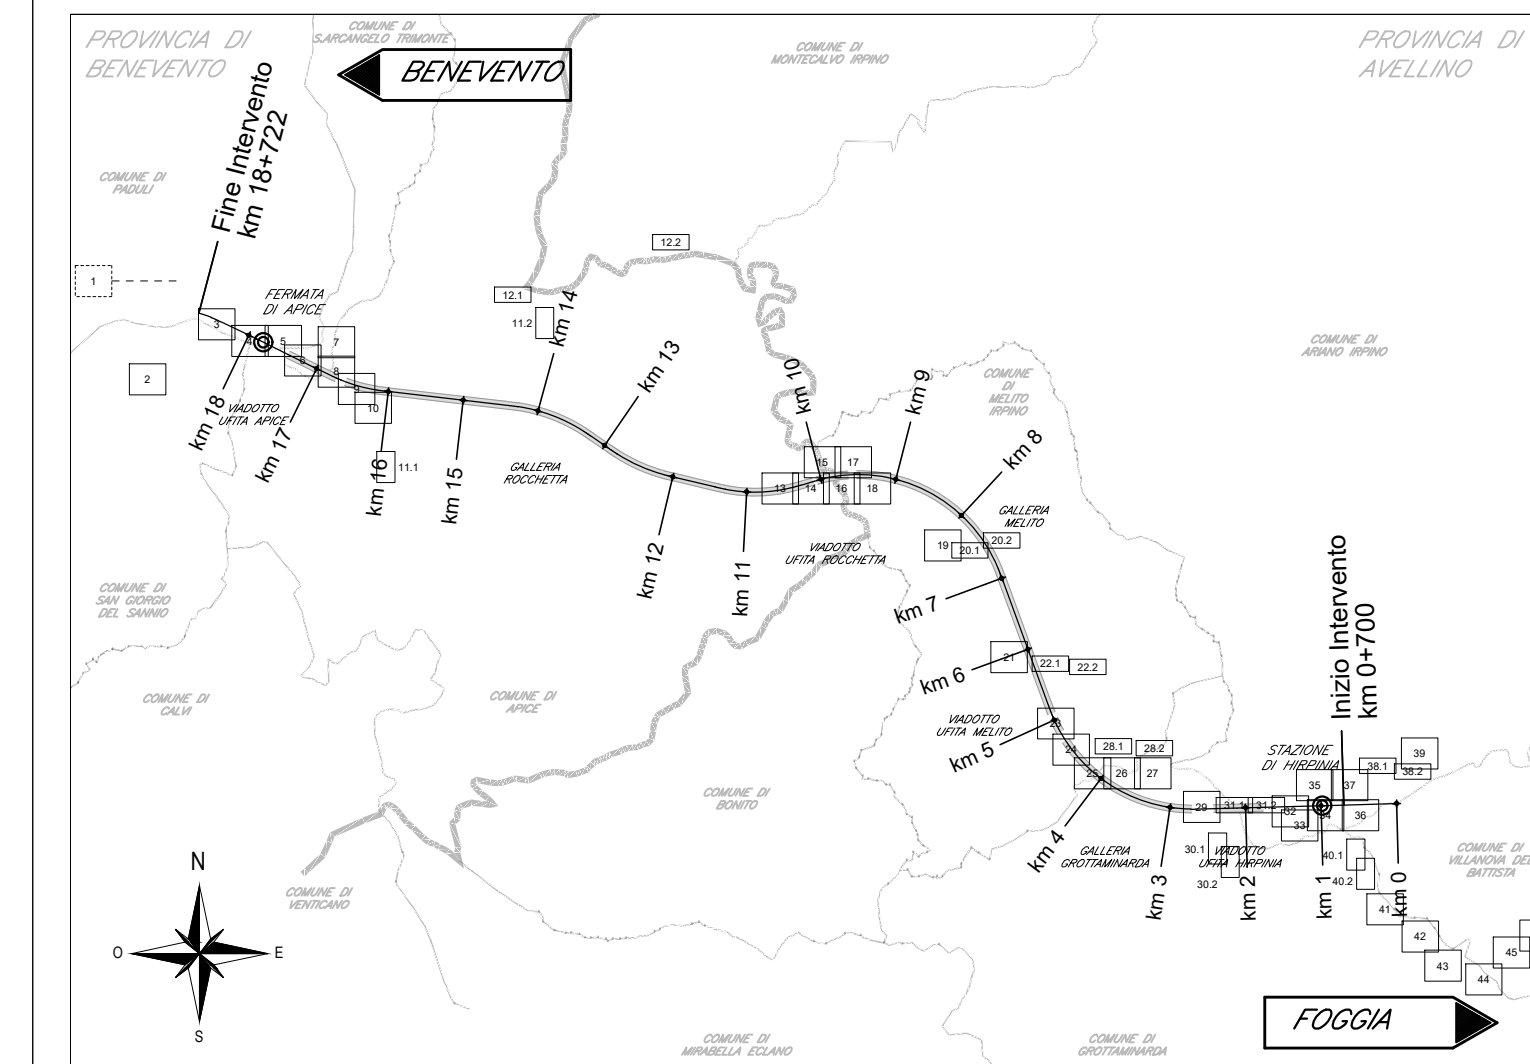 PROVINCIA DI
BENEVENTO
COMUNE DI
S.ARCANGELO TRIMONTE
BENEVENTO
COMUNE DI
MONTECALVO IRPINO
PROVINCIA DI
AVELLINO
Fine Intervento
km 18+722
COMUNE DI
PADULI
1
2
FERMATA
DI APICE
3
4
5
6
7
8
9
10
11.1
11.2
12.1
12.2
VIADOTTO
UFITA APICE
km 18
km 17
km 16
km 15
km 14
km 13
km 12
km 11
km 10
km 9
km 8
km 7
km 6
km 5
km 4
km 3
km 2
km 1
km 0
GALLERIA
ROCCHETTA
13
14
15
16
17
18
VIADOTTO
UFITA ROCCHETTA
COMUNE
DI
MELITO
IRPINO
COMUNE DI
ARIANO IRPINO
GALLERIA
MELITO
19
20.1
20.2
21
22.1
22.2
COMUNE DI
SAN GIORGIO
DEL SANNIO
COMUNE DI
CALVI
COMUNE DI
APICE
VIADOTTO
UFITA MELITO
23
24
25
26
27
28.1
28.2
Inizio Intervento
km 0+700
STAZIONE
DI HIRPINIA
29
30.1
30.2
31.1
31.2
32
33
34
35
36
37
38.1
38.2
39
40.1
40.2
41
42
43
44
45
COMUNE DI
BONITO
GALLERIA
GROTTAMINARDA
VIADOTTO
UFITA HIRPINIA
COMUNE DI
VILLANOVA DEL
BATTISTA
COMUNE DI
VENTICANO
N
O
E
S
COMUNE DI
MIRABELLA ECLANO
COMUNE DI
GROTTAMINARDA
FOGGIA